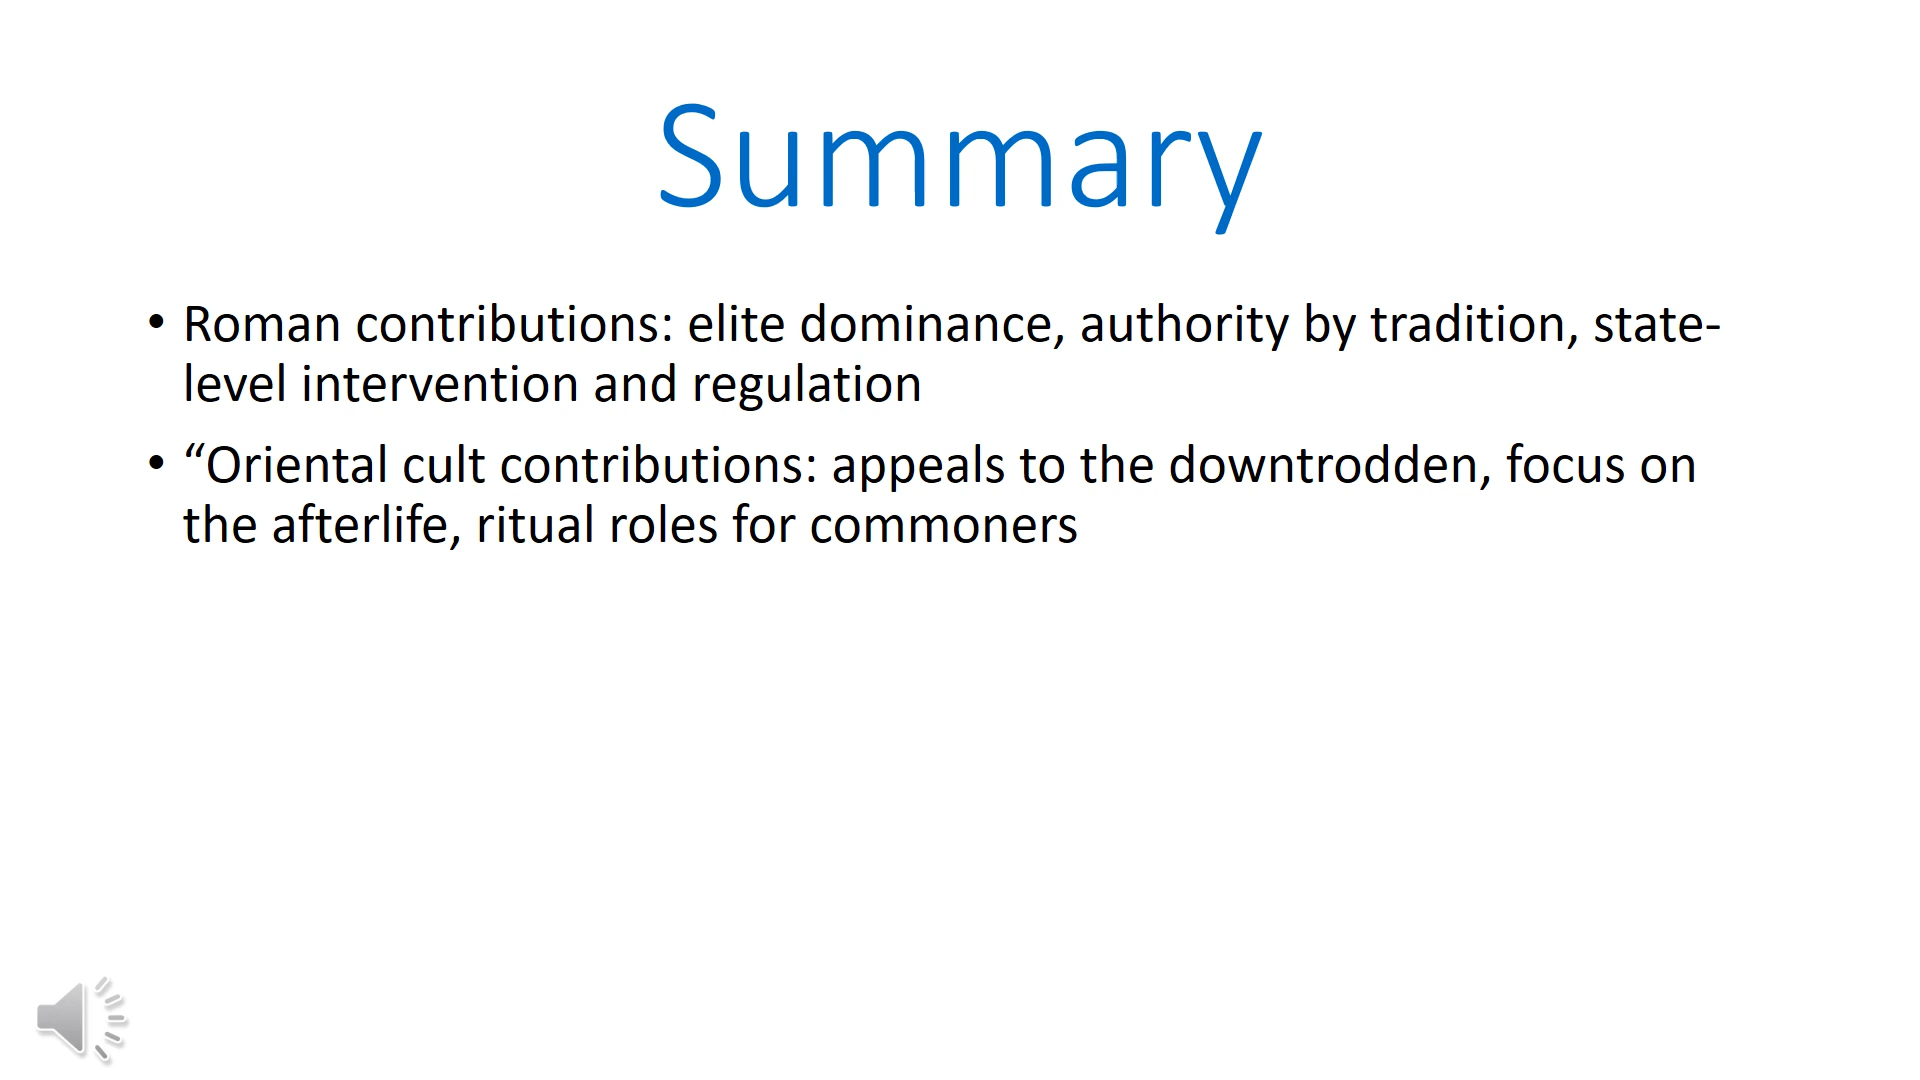 Summary
• Roman contributions: elite dominance, authority by tradition, state-
level intervention and regulation
• “Oriental cult contributions: appeals to the downtrodden, focus on
the afterlife, ritual roles for commoners